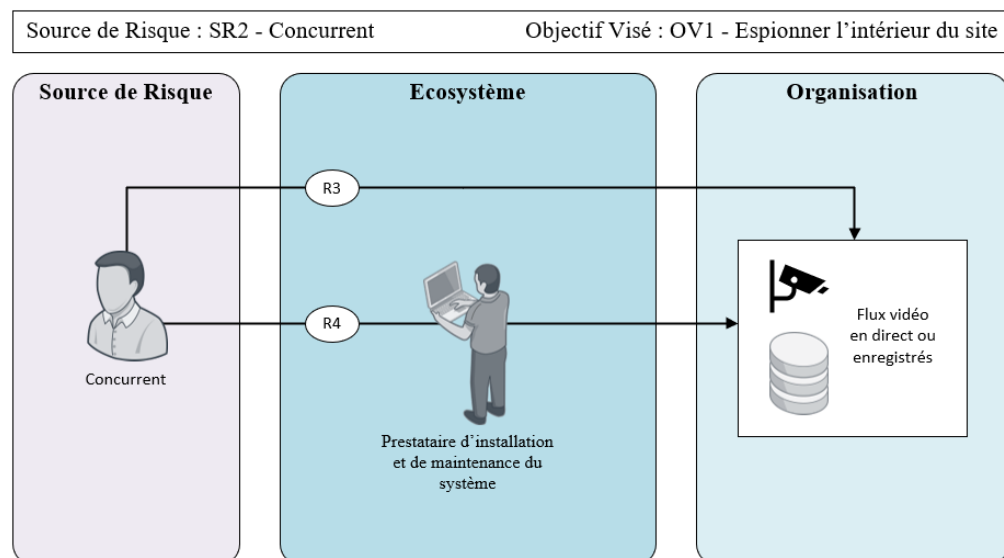 Source de Risque : SR2 - Concurrent
Objectif Visé : OV1 - Espionner l’intérieur du site
Source de Risque
Ecosystème
Organisation
R3
R4
Concurrent
Prestataire d’installation
et de maintenance du
système
Flux vidéo
en direct ou
enregistrés